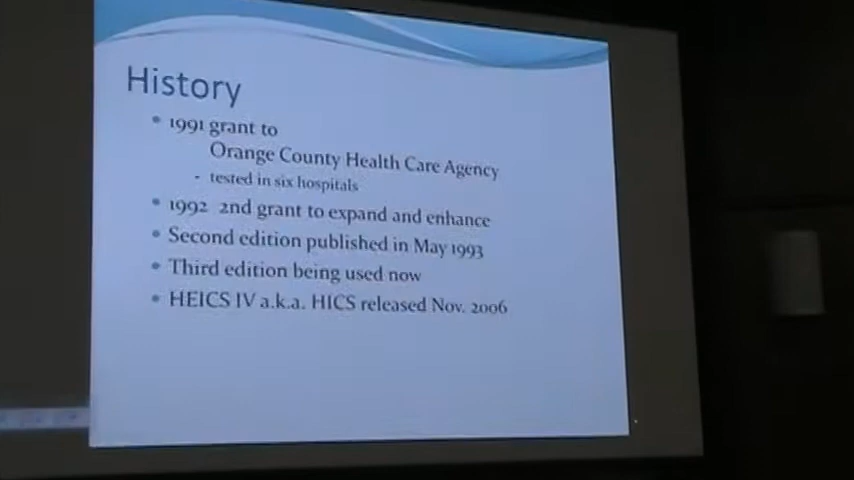 History
• 1991 grant to
Orange County Health Care Agency
- tested in six hospitals
• 1992 2nd grant to expand and enhance
• Second edition published in May 1993
• Third edition being used now
• HEICS IV a.k.a. HICS released Nov. 2006